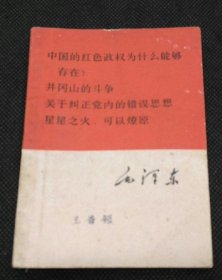 中国的红色政权为什么能够
存在?
井冈山的斗争
关于纠正党内的错误思想
星星之火,可以燎原
毛泽东